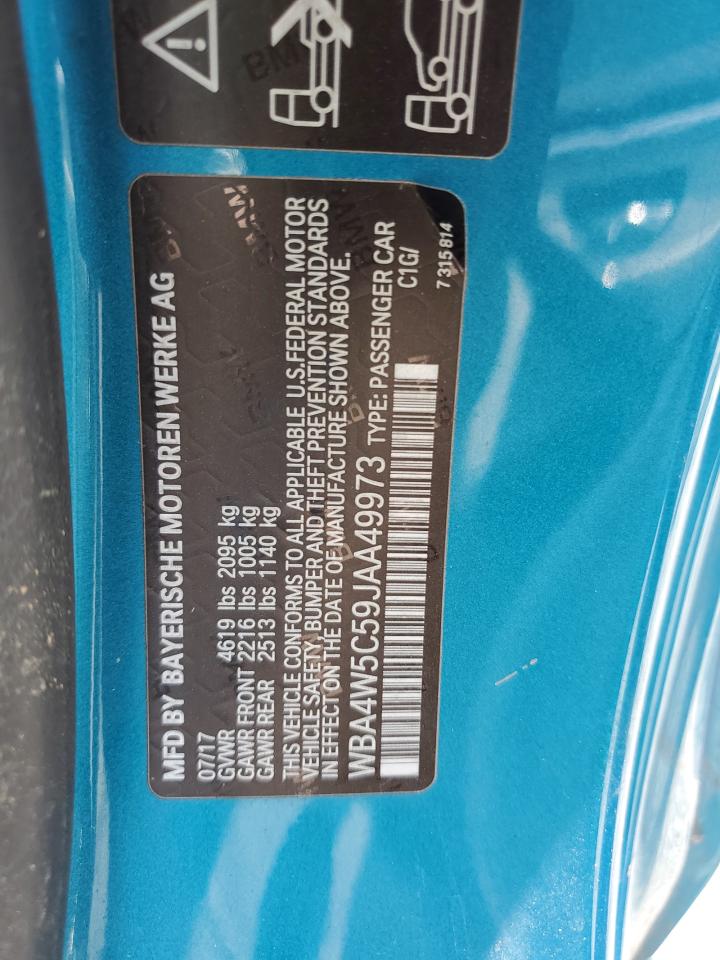 MFD BY BAYERISCHE MOTOREN WERKE AG
07/17
GVWR 4619 lbs 2095 kg
GAWR FRONT 2216 lbs 1005 kg
GAWR REAR 2513 lbs 1140 kg
THIS VEHICLE CONFORMS TO ALL APPLICABLE U.S.FEDERAL MOTOR
VEHICLE SAFETY, BUMPER AND THEFT PREVENTION STANDARDS
IN EFFECT ON THE DATE OF MANUFACTURE SHOWN ABOVE.
WBA4W5C59JAA49973 TYPE: PASSENGER CAR
C1G/
7 315 814